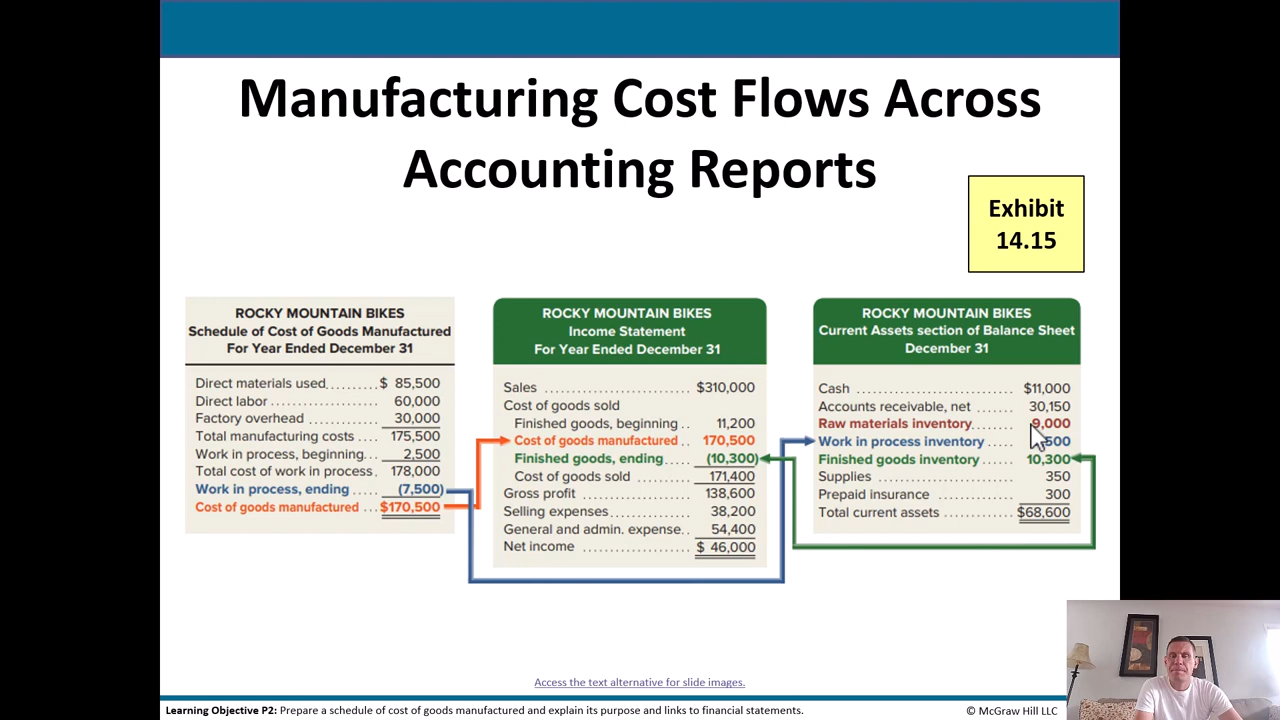 Manufacturing Cost Flows Across
Accounting Reports
Exhibit
14.15
ROCKY MOUNTAIN BIKES
Schedule of Cost of Goods Manufactured
For Year Ended December 31
Direct materials used......... $ 85,500
Direct labor ...................... 60,000
Factory overhead .............. 30,000
Total manufacturing costs .... 175,500
Work in process, beginning... 2,500
Total cost of work in process. 178,000
Work in process, ending ..... (7,500)
Cost of goods manufactured ... $170,500
ROCKY MOUNTAIN BIKES
Income Statement
For Year Ended December 31
Sales .............................. $310,000
Cost of goods sold
Finished goods, beginning .. 11,200
Cost of goods manufactured .. 170,500
Finished goods, ending ..... (10,300)
Cost of goods sold ........... 171,400
Gross profit ...................... 138,600
Selling expenses................ 38,200
General and admin. expense.. 54,400
Net income ...................... $ 46,000
ROCKY MOUNTAIN BIKES
Current Assets section of Balance Sheet
December 31
Cash .............................. $11,000
Accounts receivable, net ....... 30,150
Raw materials inventory........ 9,000
Work in process inventory ..... 500
Finished goods inventory ...... 10,300
Supplies ......................... 350
Prepaid insurance ............... 300
Total current assets ............ $68,600
Access the text alternative for slide images.
Learning Objective P2: Prepare a schedule of cost of goods manufactured and explain its purpose and links to financial statements.
© McGraw Hill LLC